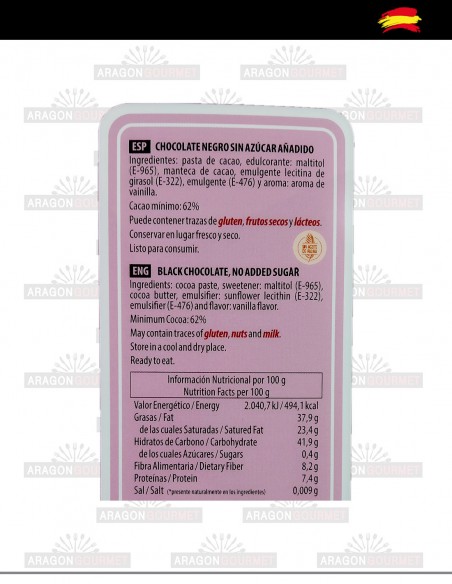 ESP CHOCOLATE NEGRO SIN AZÚCAR AÑADIDO
Ingredientes: pasta de cacao, edulcorante: maltitol
(E-965), manteca de cacao, emulgente lecitina de
girasol (E-322), emulgente (E-476) y aroma: aroma de
vainilla.
Cacao mínimo: 62%
Puede contener trazas de gluten, frutos secos y lácteos.
Conservar en lugar fresco y seco.
Listo para consumir.
ENG BLACK CHOCOLATE, NO ADDED SUGAR
Ingredients: cocoa paste, sweetener: maltitol (E-965),
cocoa butter, emulsifier: sunflower lecithin (E-322),
emulsifier (E-476) and flavor: vanilla flavor.
Minimum Cocoa: 62%
May contain traces of gluten, nuts and milk.
Store in a cool and dry place.
Ready to eat.
Información Nutricional por 100 g
Nutrition Facts per 100 g
Valor Energético / Energy 2.040,7 kJ / 494,1 kcal
Grasas / Fat 37,9 g
de las cuales Saturadas / Satured Fat 23,4 g
Hidratos de Carbono / Carbohydrate 41,9 g
de los cuales Azúcares / Sugars 0,4 g
Fibra Alimentaria / Dietary Fiber 8,2 g
Proteínas / Protein 7,4 g
Sal / Salt (*presente naturalmente en los ingredientes) 0,009 g
ARAGONGOURMET